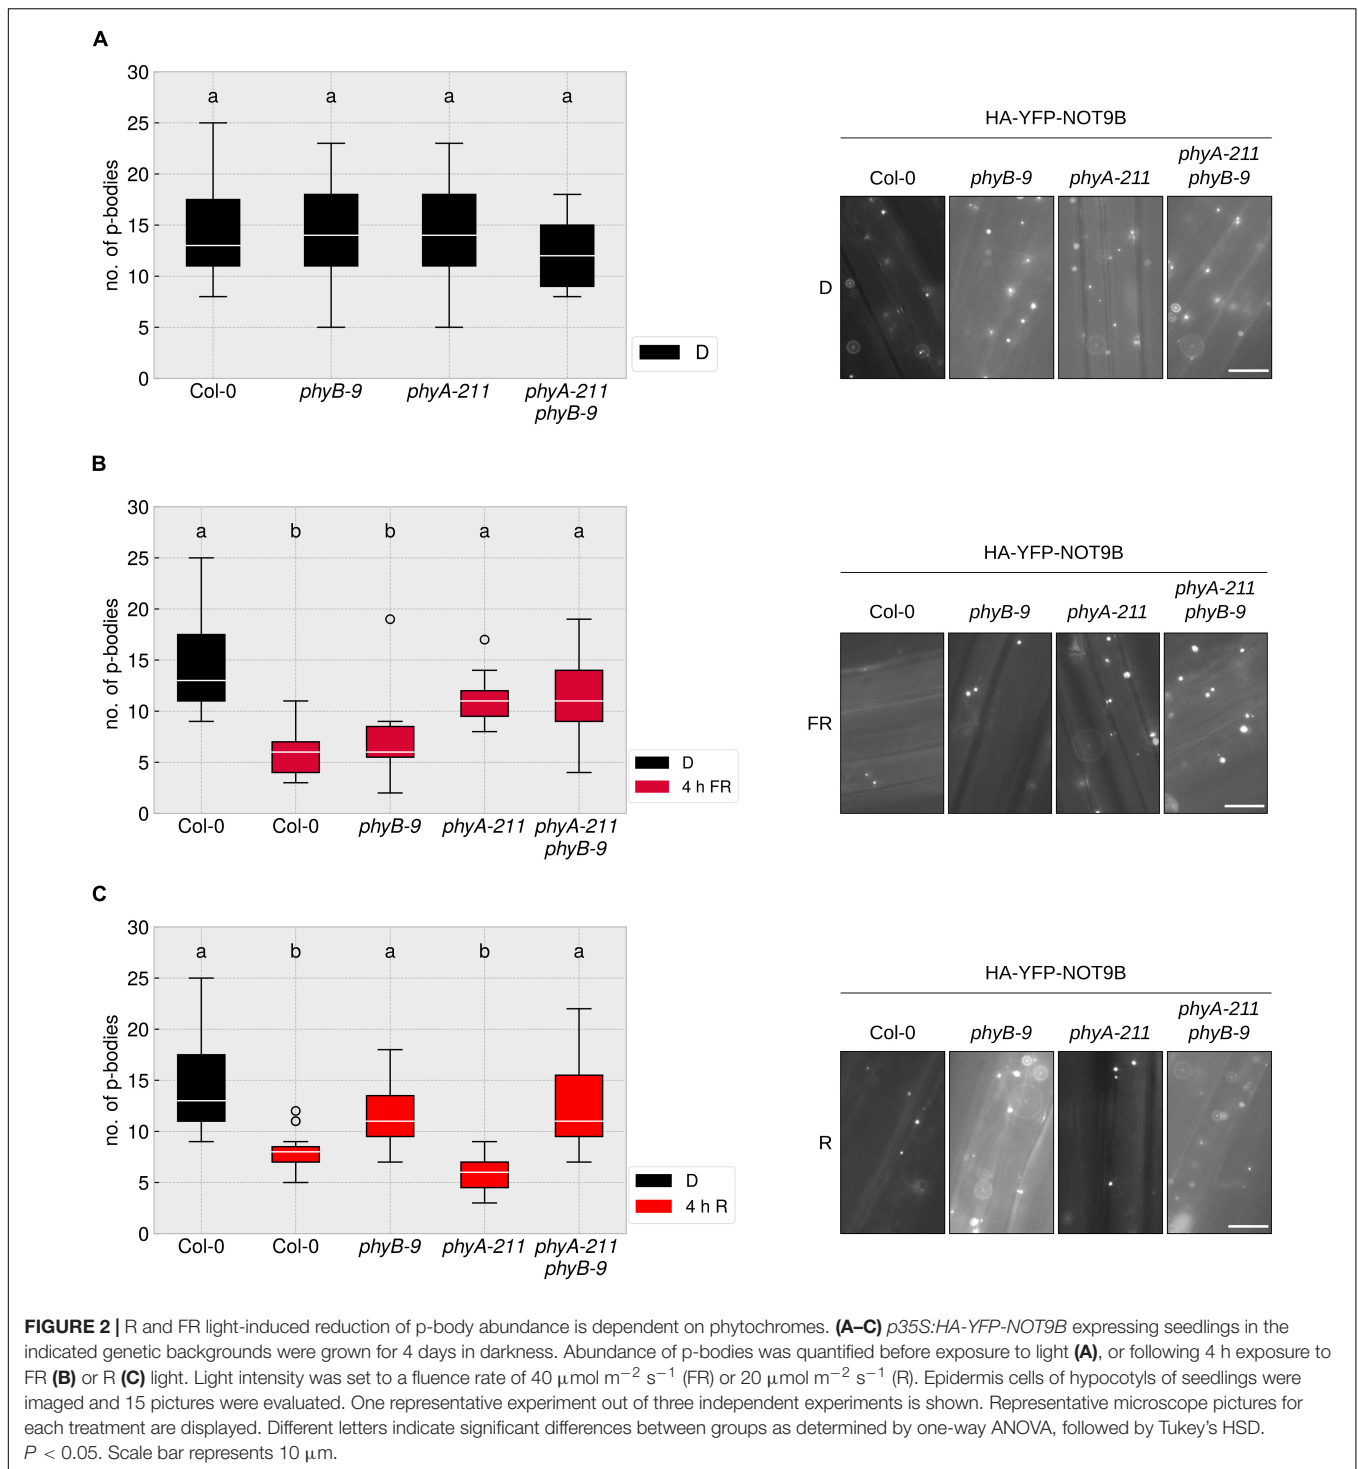 A
30
25
20
15
10
5
0
no. of p-bodies
a a a a
Col-0 phyB-9 phyA-211 phyA-211
phyB-9
D
HA-YFP-NOT9B
phyA-211
Col-0 phyB-9 phyA-211 phyB-9
D
B
30
25
20
15
10
5
0
no. of p-bodies
a b b a a
Col-0 Col-0 phyB-9 phyA-211 phyA-211
phyB-9
D
4 h FR
HA-YFP-NOT9B
phyA-211
Col-0 phyB-9 phyA-211 phyB-9
FR
C
30
25
20
15
10
5
0
no. of p-bodies
a b a b a
Col-0 Col-0 phyB-9 phyA-211 phyA-211
phyB-9
D
4 h R
HA-YFP-NOT9B
phyA-211
Col-0 phyB-9 phyA-211 phyB-9
R
FIGURE 2 | R and FR light-induced reduction of p-body abundance is dependent on phytochromes. (A–C) p35S:HA-YFP-NOT9B expressing seedlings in the
indicated genetic backgrounds were grown for 4 days in darkness. Abundance of p-bodies was quantified before exposure to light (A), or following 4 h exposure to
FR (B) or R (C) light. Light intensity was set to a fluence rate of 40 μmol m−2 s−1 (FR) or 20 μmol m−2 s−1 (R). Epidermis cells of hypocotyls of seedlings were
imaged and 15 pictures were evaluated. One representative experiment out of three independent experiments is shown. Representative microscope pictures for
each treatment are displayed. Different letters indicate significant differences between groups as determined by one-way ANOVA, followed by Tukey's HSD.
P < 0.05. Scale bar represents 10 μm.